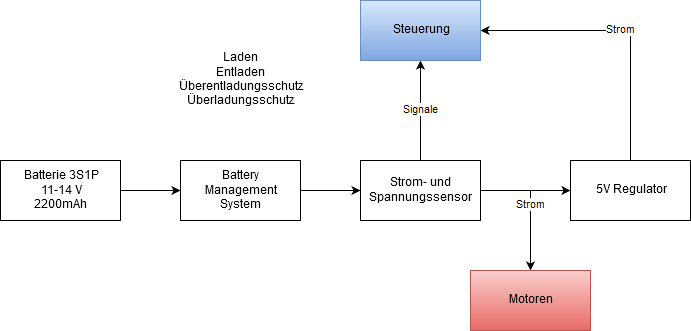 Steuerung
Strom
Laden
Entladen
Überentladungsschutz
Überladungsschutz
Signale
Batterie 3S1P
11-14 V
2200mAh
Battery
Management
System
Strom- und
Spannungssensor
Strom
5V Regulator
Motoren